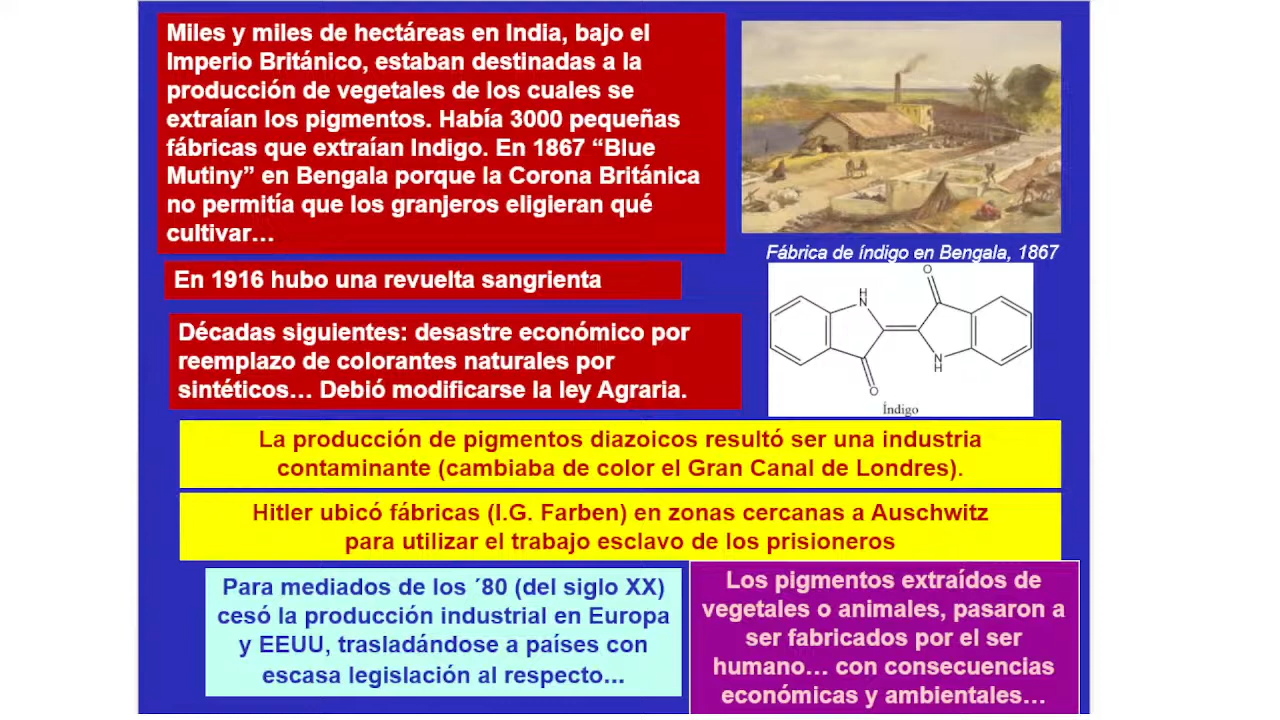 Miles y miles de hectáreas en India, bajo el
Imperio Británico, estaban destinadas a la
producción de vegetales de los cuales se
extraían los pigmentos. Había 3000 pequeñas
fábricas que extraían Indigo. En 1867 “Blue
Mutiny” en Bengala porque la Corona Británica
no permitía que los granjeros eligieran qué
cultivar…
Fábrica de índigo en Bengala, 1867
En 1916 hubo una revuelta sangrienta
Décadas siguientes: desastre económico por
reemplazo de colorantes naturales por
sintéticos… Debió modificarse la ley Agraria.
O
H
N
N
H
O
Índigo
La producción de pigmentos diazoicos resultó ser una industria
contaminante (cambiaba de color el Gran Canal de Londres).
Hitler ubicó fábricas (I.G. Farben) en zonas cercanas a Auschwitz
para utilizar el trabajo esclavo de los prisioneros
Para mediados de los ´80 (del siglo XX)
cesó la producción industrial en Europa
y EEUU, trasladándose a países con
escasa legislación al respecto...
Los pigmentos extraídos de
vegetales o animales, pasaron a
ser fabricados por el ser
humano… con consecuencias
económicas y ambientales…